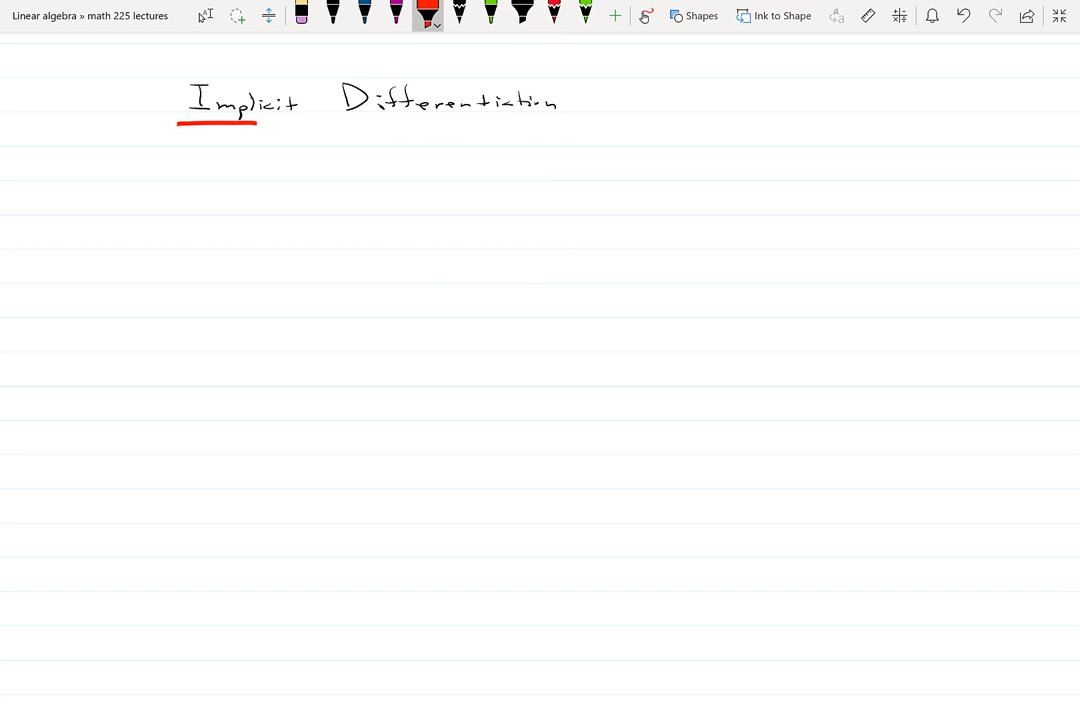 Linear algebra » math 225 lectures
Shapes
Ink to Shape
Implicit Differentiation